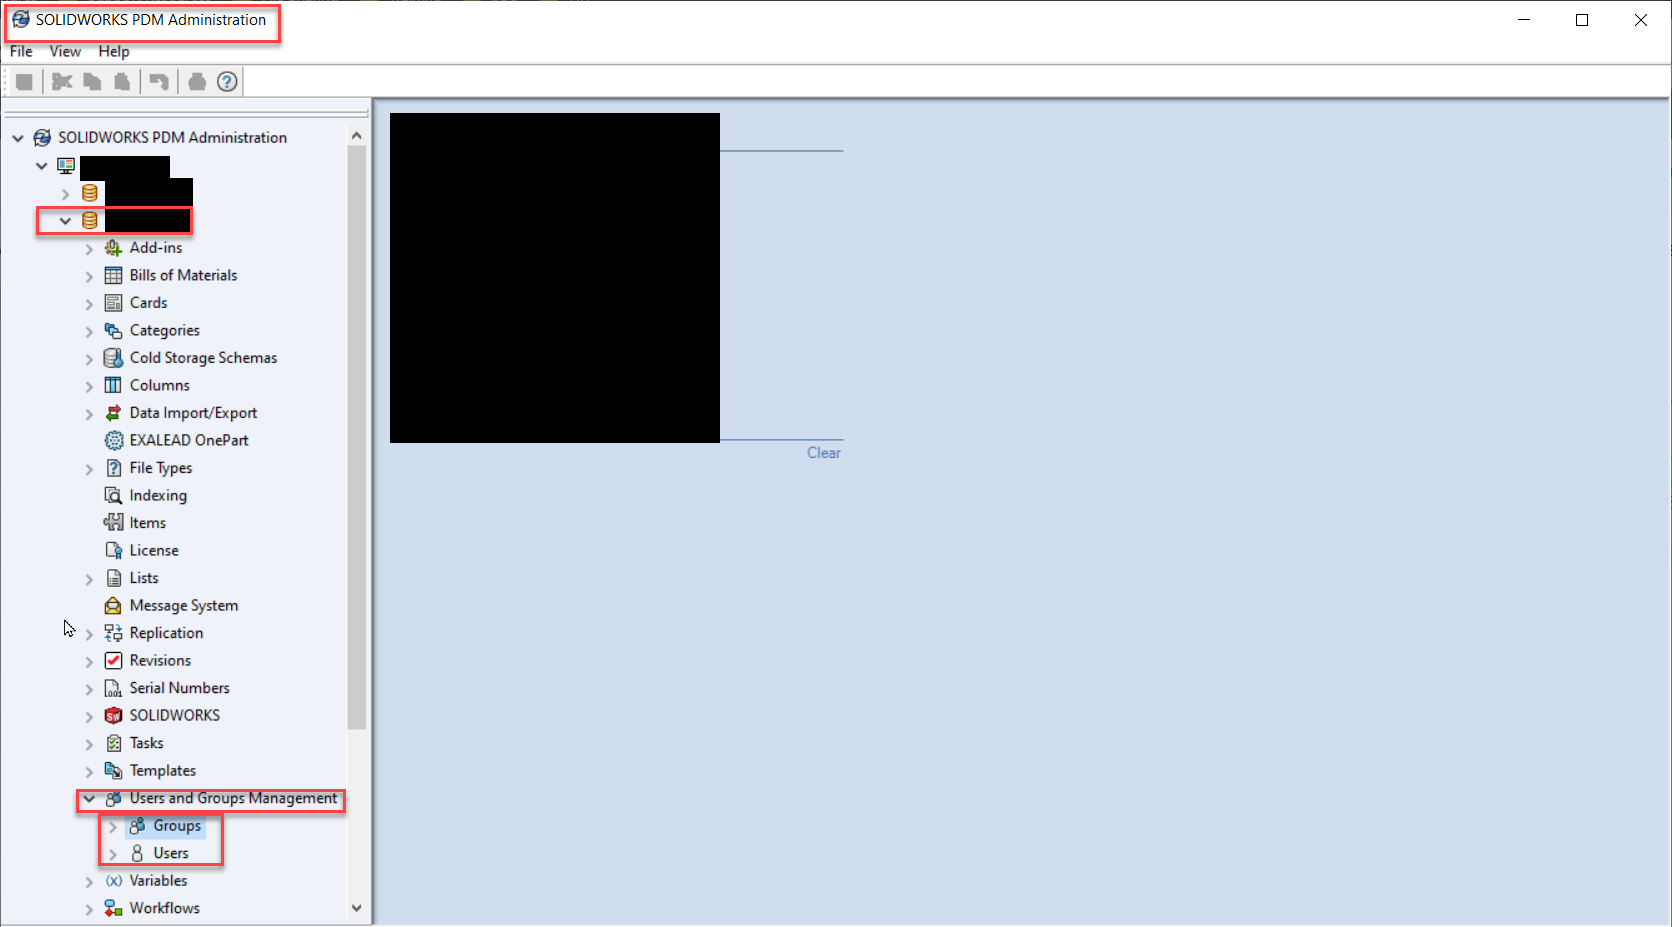 SOLIDWORKS PDM Administration
File View Help
SOLIDWORKS PDM Administration
Add-ins
Bills of Materials
Cards
Categories
Cold Storage Schemas
Columns
Data Import/Export
EXALEAD OnePart
File Types
Indexing
Items
License
Lists
Message System
Replication
Revisions
Serial Numbers
SOLIDWORKS
Tasks
Templates
Users and Groups Management
Groups
Users
Variables
Workflows
Clear